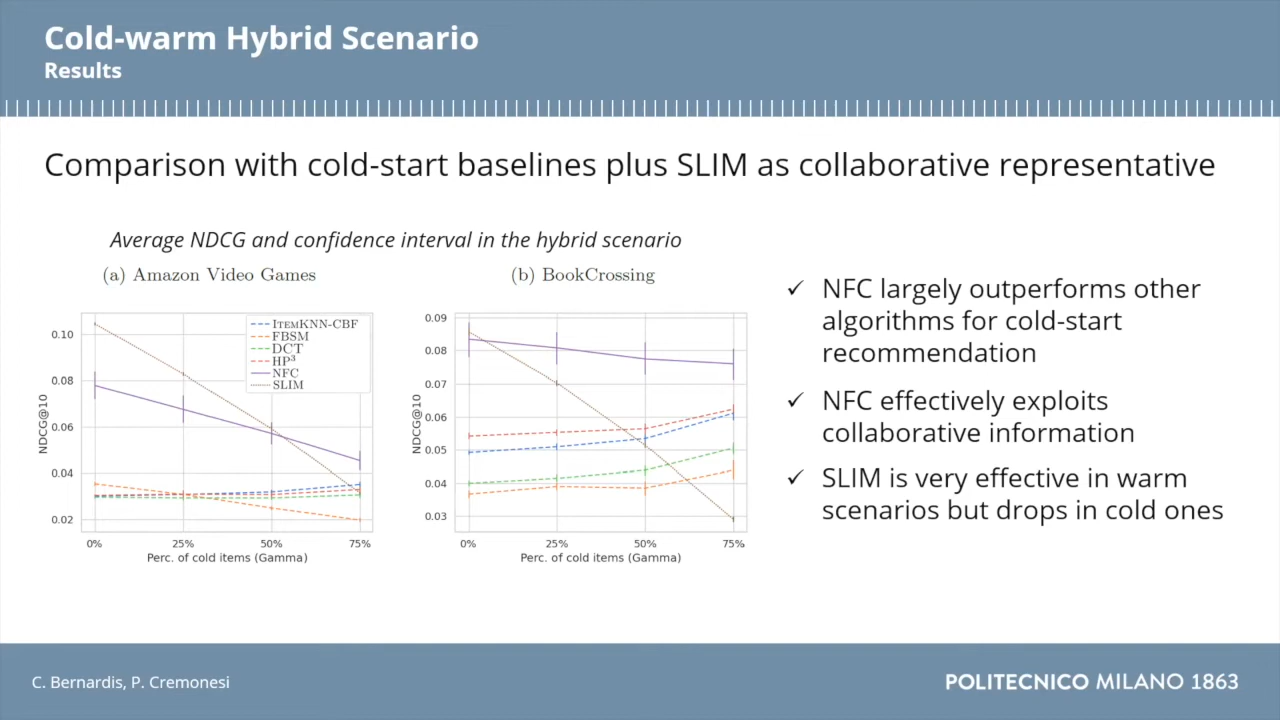 Cold-warm Hybrid Scenario
Results
Comparison with cold-start baselines plus SLIM as collaborative representative
Average NDCG and confidence interval in the hybrid scenario
(a) Amazon Video Games
NDCG@10
0.10
0.08
0.06
0.04
0.02
ITEMKNN-CBF
FBSM
DCT
HP³
NFC
SLIM
0% 25% 50% 75%
Perc. of cold items (Gamma)
(b) BookCrossing
NDCG@10
0.09
0.08
0.07
0.06
0.05
0.04
0.03
0% 25% 50% 75%
Perc. of cold items (Gamma)
✓ NFC largely outperforms other
algorithms for cold-start
recommendation
✓ NFC effectively exploits
collaborative information
✓ SLIM is very effective in warm
scenarios but drops in cold ones
C. Bernardis, P. Cremonesi
POLITECNICO MILANO 1863